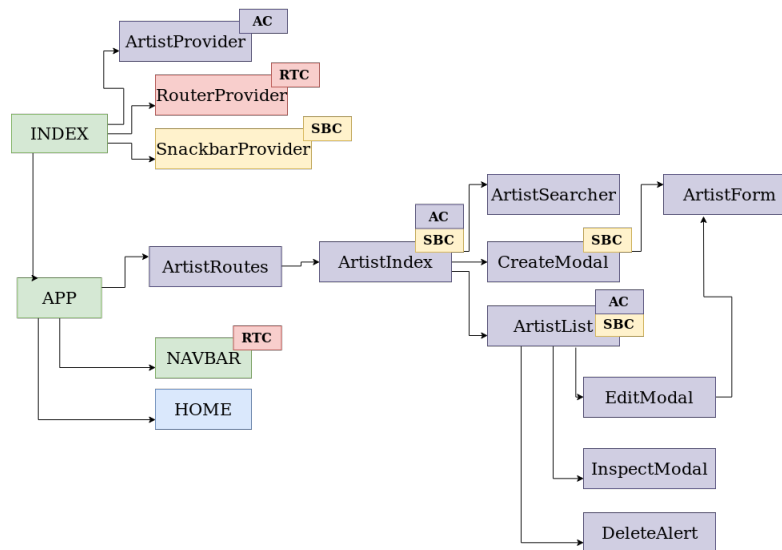 AC
ArtistProvider
RTC
RouterProvider
SBC
INDEX
SnackbarProvider
ArtistSearcher
ArtistForm
AC
SBC
SBC
ArtistRoutes
ArtistIndex
CreateModal
APP
AC
ArtistList
SBC
RTC
NAVBAR
HOME
EditModal
InspectModal
DeleteAlert